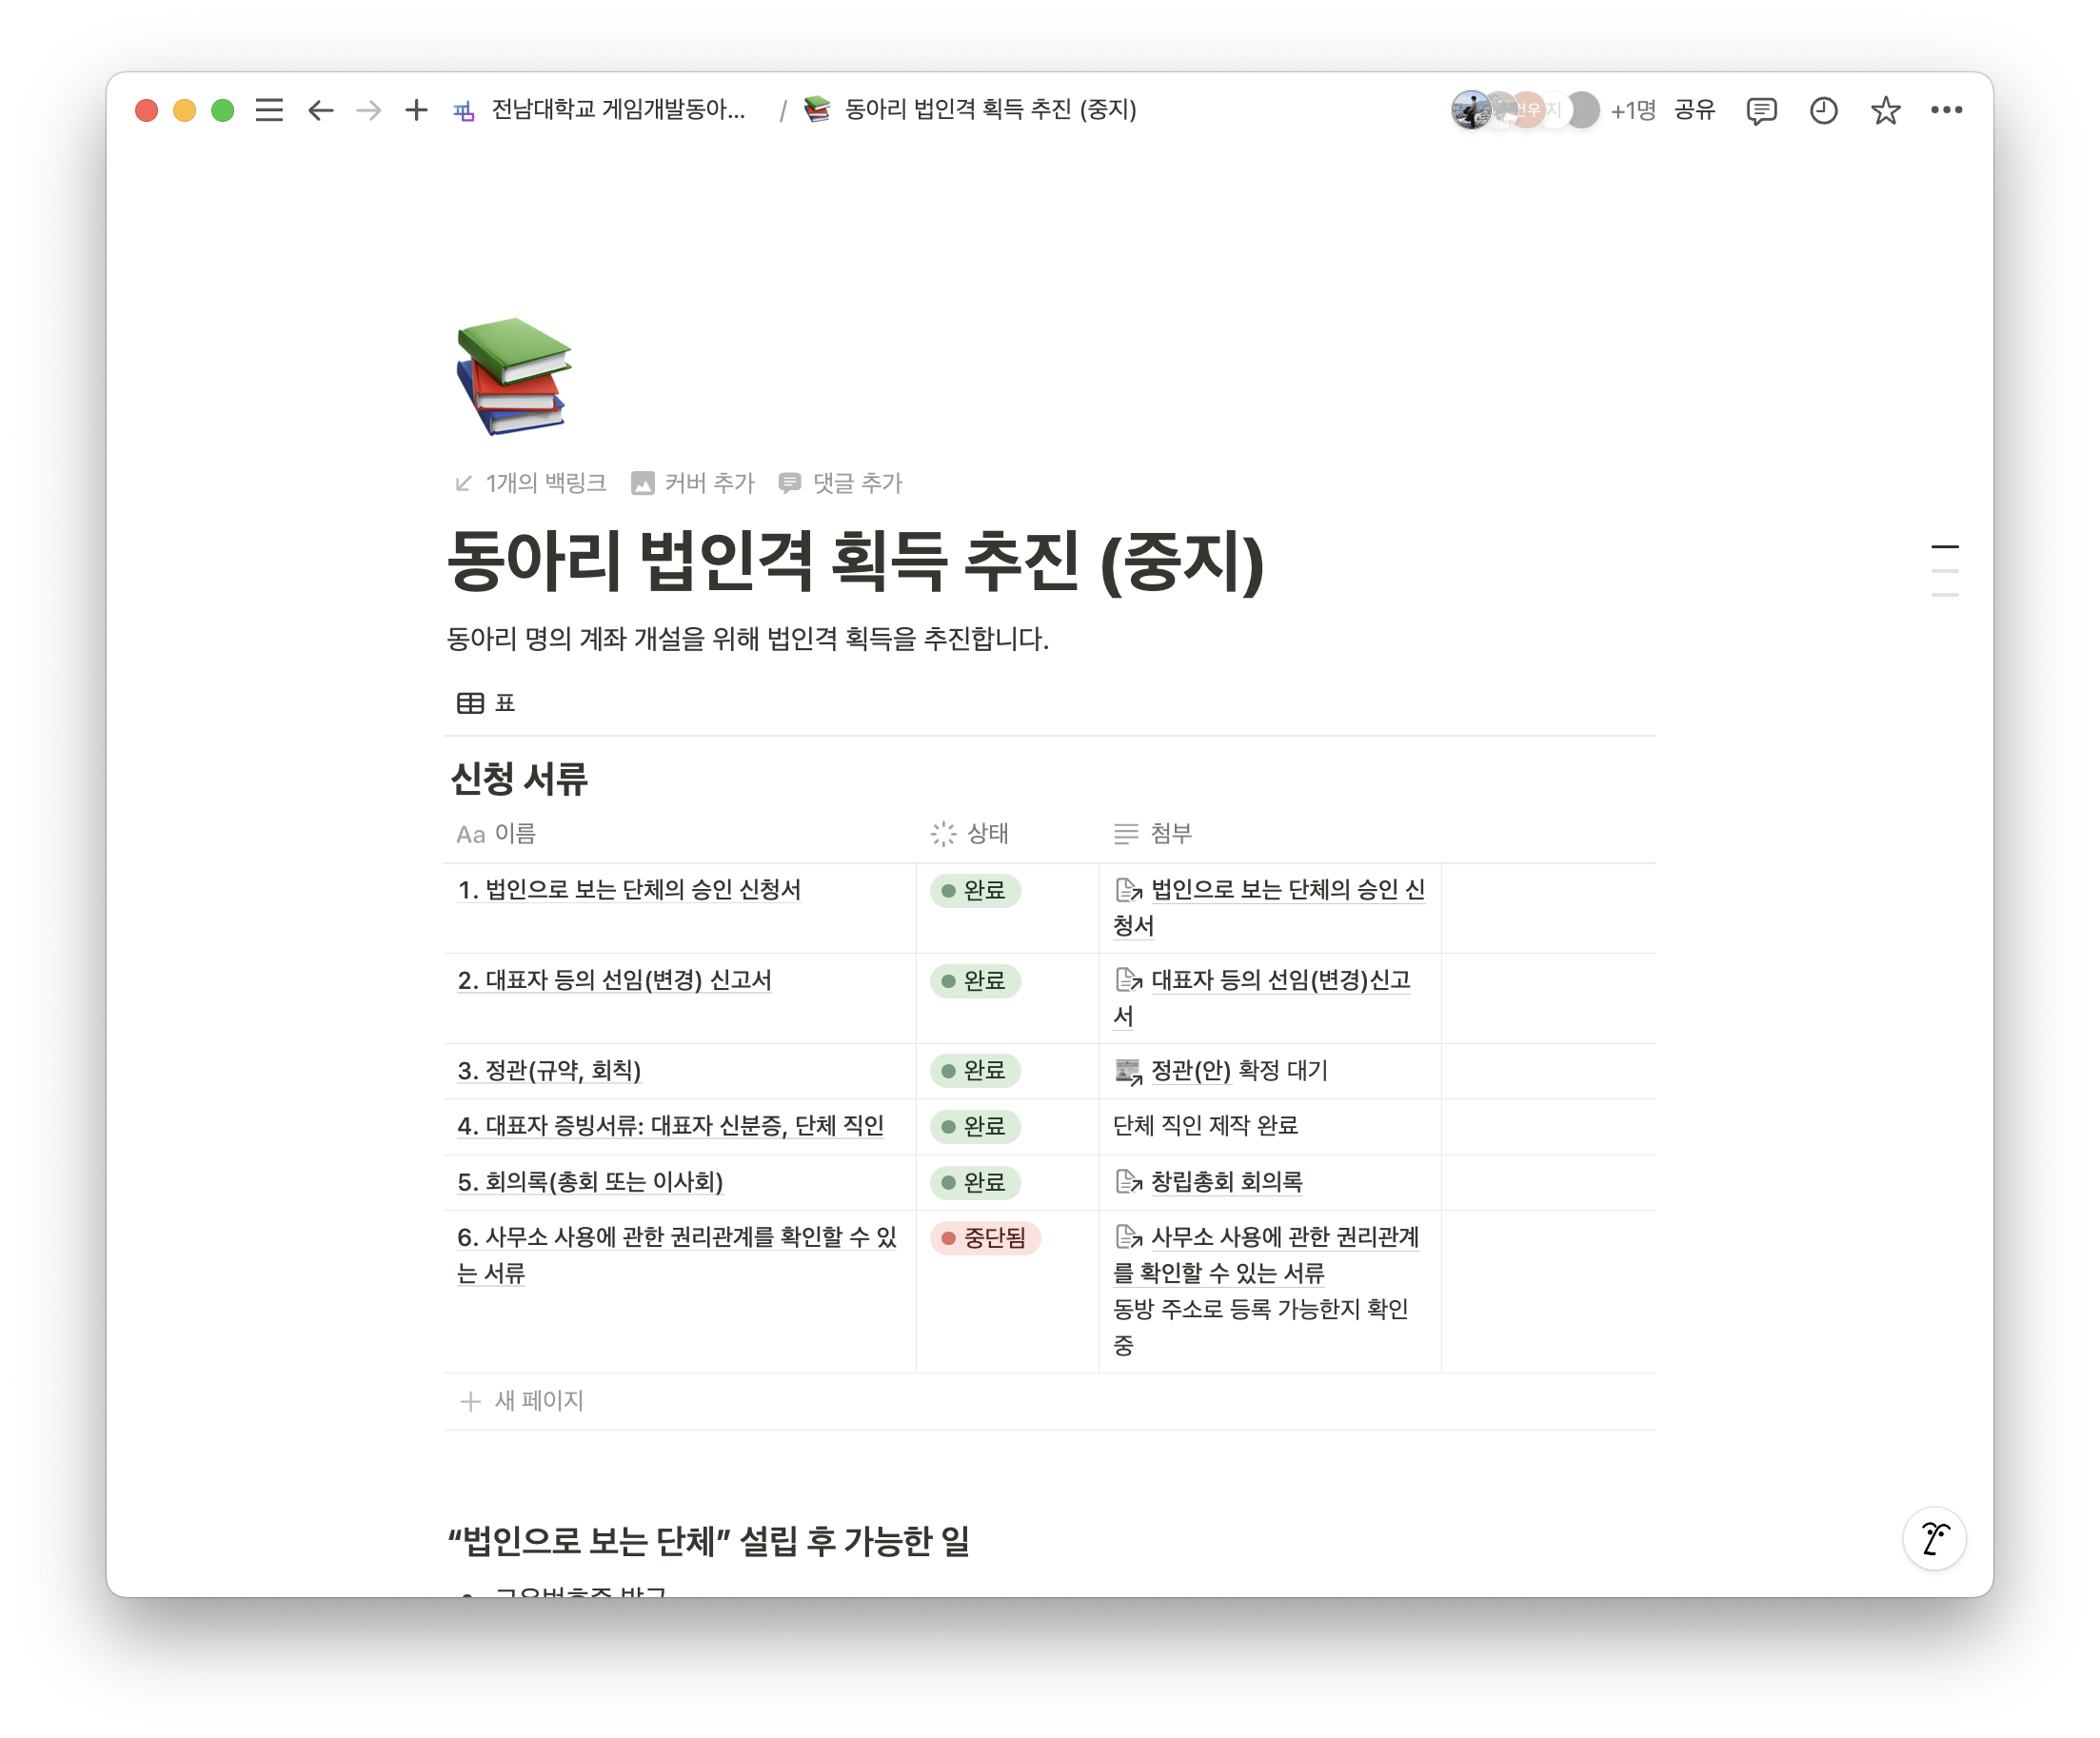 전남대학교 게임개발동아... / 동아리 법인격 획득 추진 (중지)
지 +1명 공유
1개의 백링크 커버 추가 댓글 추가
동아리 법인격 획득 추진 (중지)
동아리 명의 계좌 개설을 위해 법인격 획득을 추진합니다.
표
신청 서류
Aa 이름 상태 첨부
1. 법인으로 보는 단체의 승인 신청서 완료 법인으로 보는 단체의 승인 신
청서
2. 대표자 등의 선임(변경) 신고서 완료 대표자 등의 선임(변경)신고
서
3. 정관(규약, 회칙) 완료 정관(안) 확정 대기
4. 대표자 증빙서류: 대표자 신분증, 단체 직인 완료 단체 직인 제작 완료
5. 회의록(총회 또는 이사회) 완료 창립총회 회의록
6. 사무소 사용에 관한 권리관계를 확인할 수 있 중단됨 사무소 사용에 관한 권리관계
는 서류 를 확인할 수 있는 서류
동방 주소로 등록 가능한지 확인
중
새 페이지
“법인으로 보는 단체” 설립 후 가능한 일